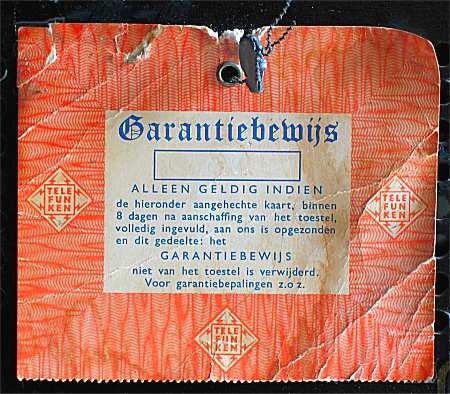 Garantiebewijs
ALLEEN GELDIG INDIEN
de hieronder aangehechte kaart, binnen
8 dagen na aanschaffing van het toestel,
volledig ingevuld, aan ons is opgezonden
en dit gedeelte: het
GARANTIEBEWIJS
niet van het toestel is verwijderd.
Voor garantiebepalingen z.o.z.
TELE
FUN
KEN
TELE
FUN
KEN
TELE
FUN
KEN